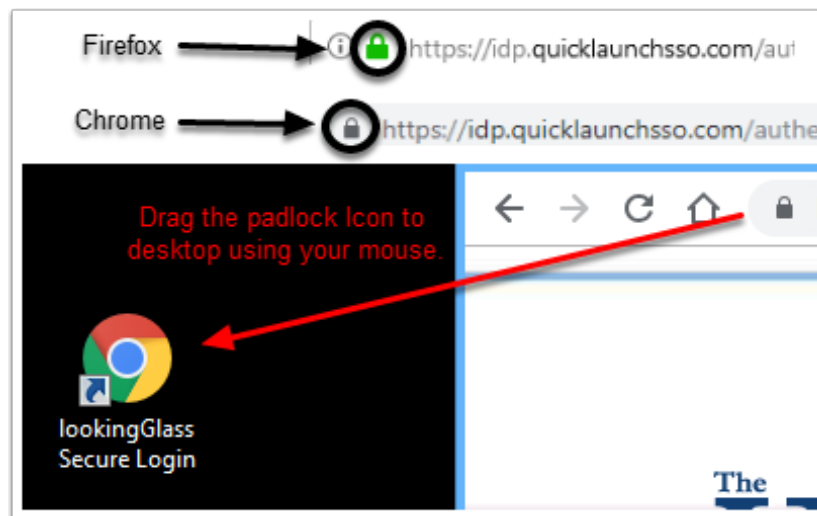 Firefox
https://idp.quicklaunchsso.com/aut
Chrome
https://idp.quicklaunchsso.com/authe
Drag the padlock Icon to
desktop using your mouse.
lookingGlass
Secure Login
The